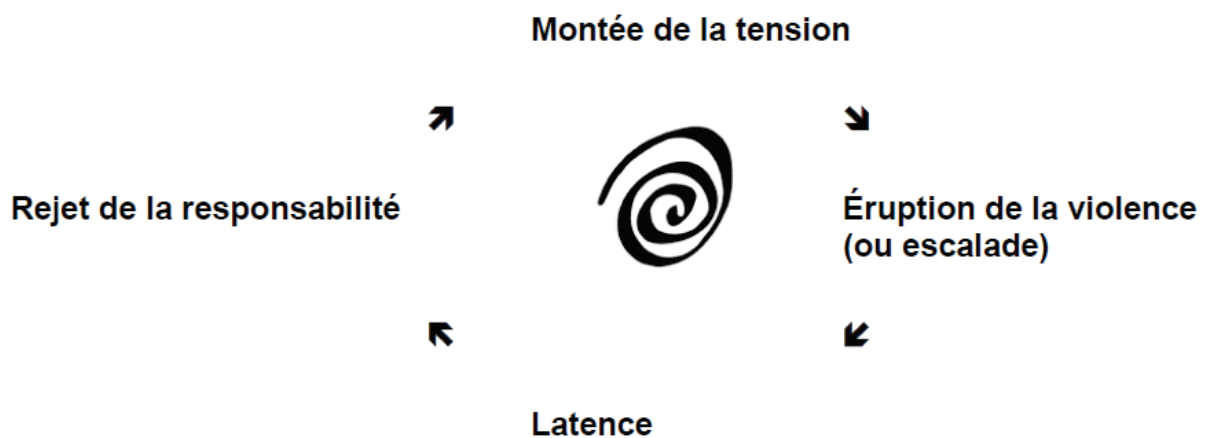 Montée de la tension
Rejet de la responsabilité
Éruption de la violence
(ou escalade)
Latence